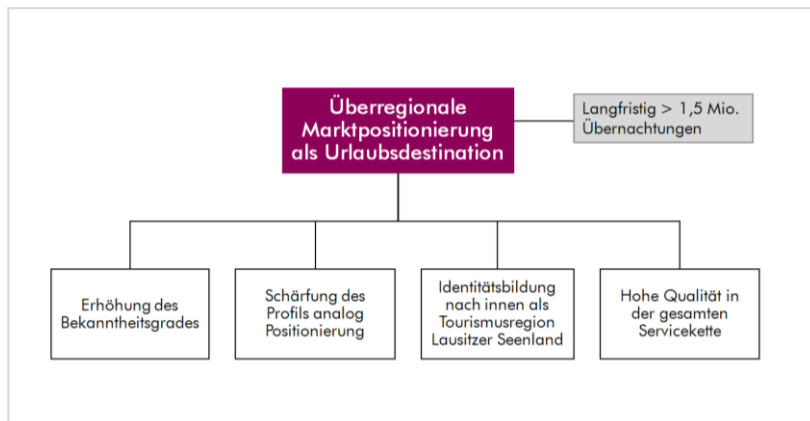 Überregionale
Marktpositionierung
als Urlaubsdestination
Langfristig > 1,5 Mio.
Übernachtungen
Erhöhung des
Bekanntheitsgrades
Schärfung des
Profils analog
Positionierung
Identitätsbildung
nach innen als
Tourismusregion
Lausitzer Seenland
Hohe Qualität in
der gesamten
Servicekette